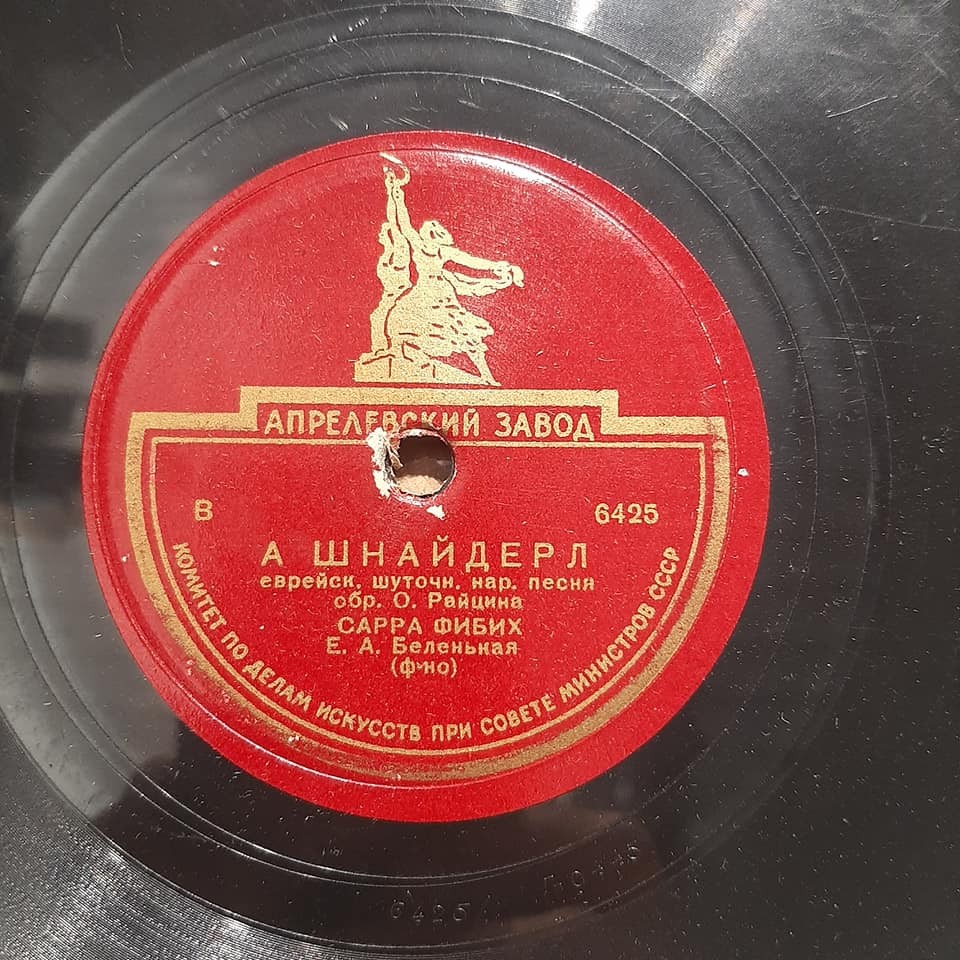 АПРЕЛЕВСКИЙ ЗАВОД
В 6425
А ШНАЙДЕРЛ
еврейск. шуточн. нар. песня
обр. О. Райцина
САРРА ФИБИХ
Е. А. Беленькая
(ф-но)
КОМИТЕТ ПО ДЕЛАМ ИСКУССТВ ПРИ СОВЕТЕ МИНИСТРОВ СССР
6425